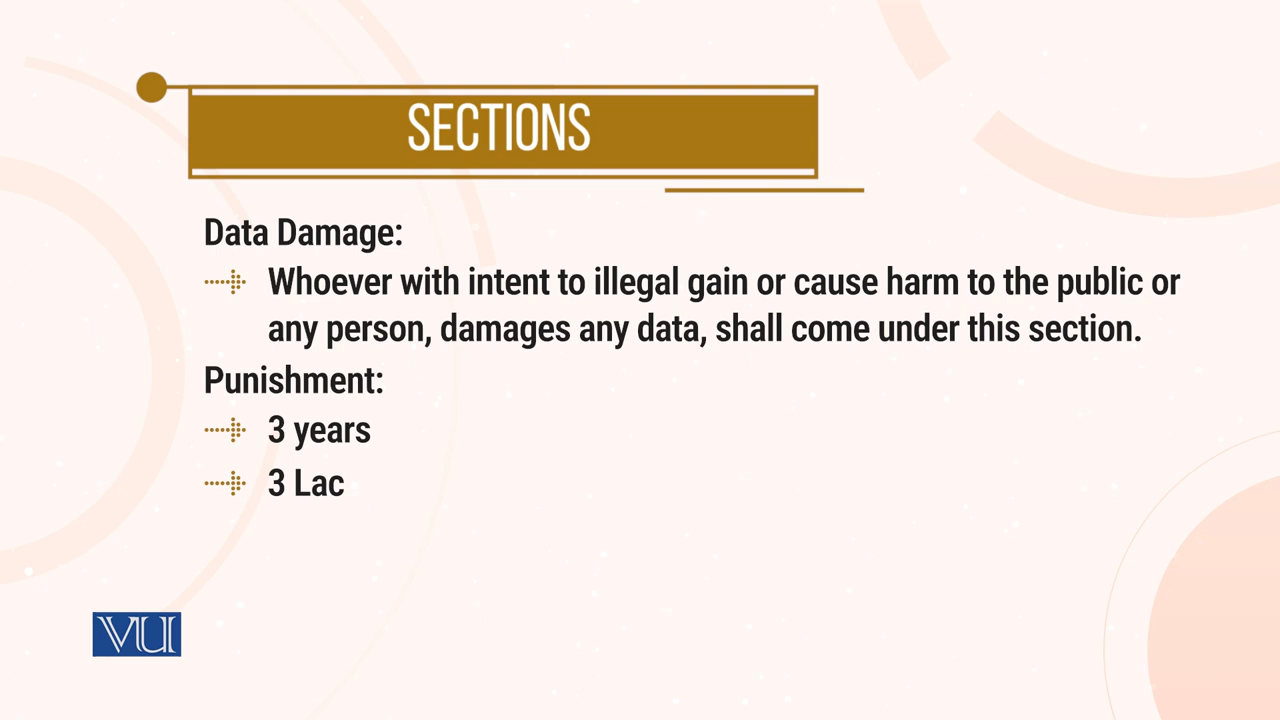 SECTIONS
Data Damage:
Whoever with intent to illegal gain or cause harm to the public or
any person, damages any data, shall come under this section.
Punishment:
3 years
3 Lac
VU